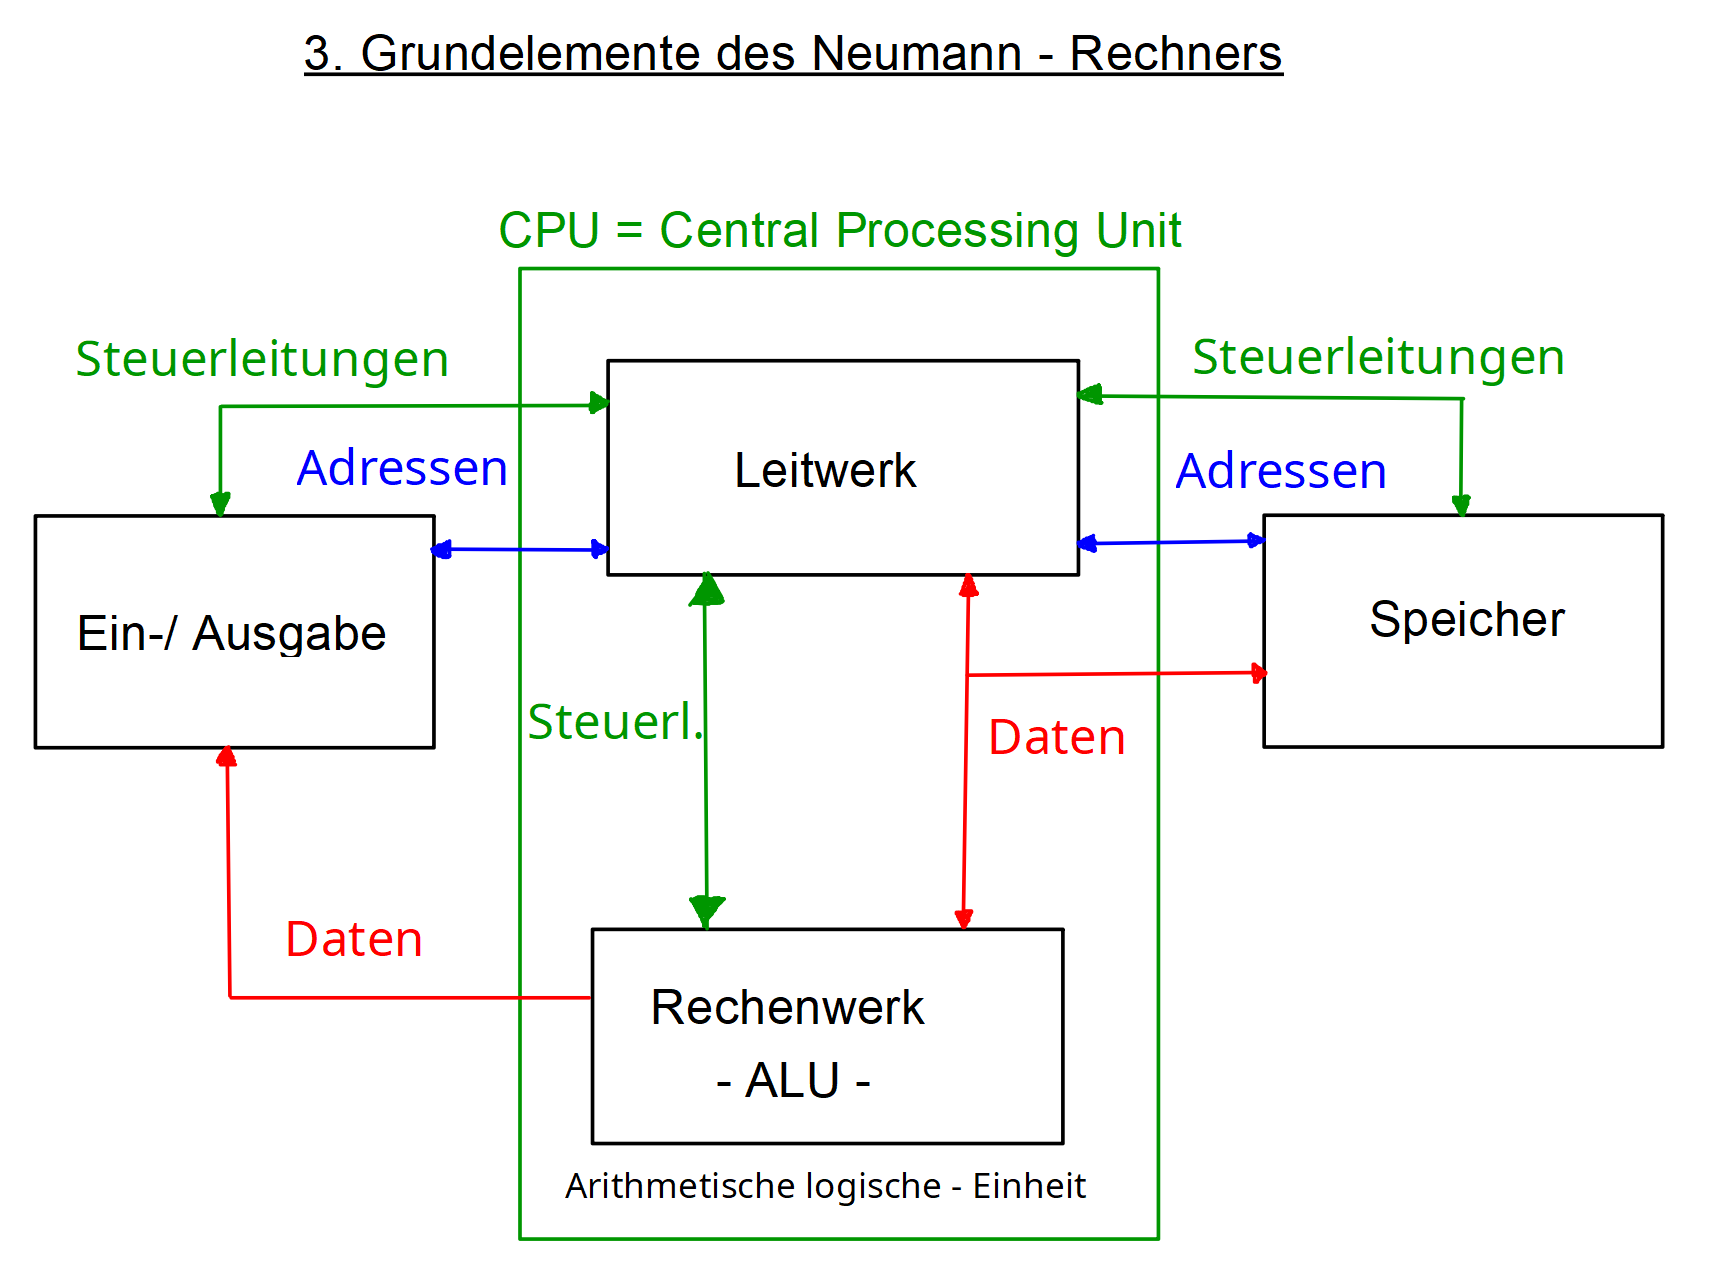 3. Grundelemente des Neumann - Rechners
CPU = Central Processing Unit
Steuerleitungen
Steuerleitungen
Adressen
Leitwerk
Adressen
Ein-/ Ausgabe
Speicher
Steuerl.
Daten
Daten
Rechenwerk
- ALU -
Arithmetische logische - Einheit